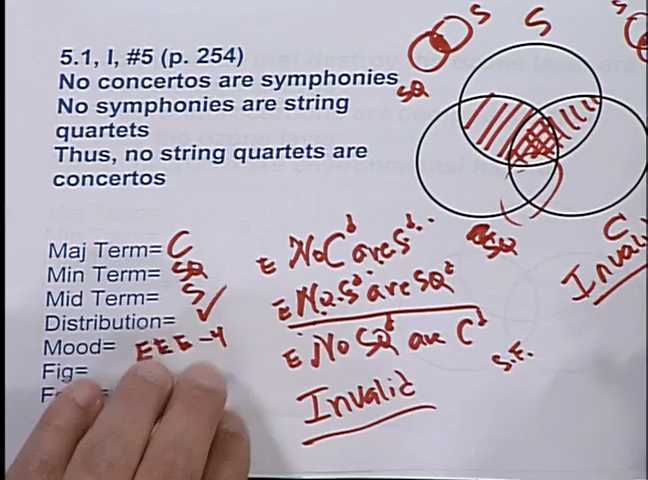 5.1, I, #5 (p. 254)
No concertos are symphonies
No symphonies are string
quartets
Thus, no string quartets are
concertos
Maj Term= C
Min Term= SQ
Mid Term= S
Distribution= ✓
Mood= EEE-4
Fig=
E No C^d are S^d
E No S^d are SQ^d
E No SQ^d are C^d
Invalid
S.F.
S
SQ
S
S
SQ
C